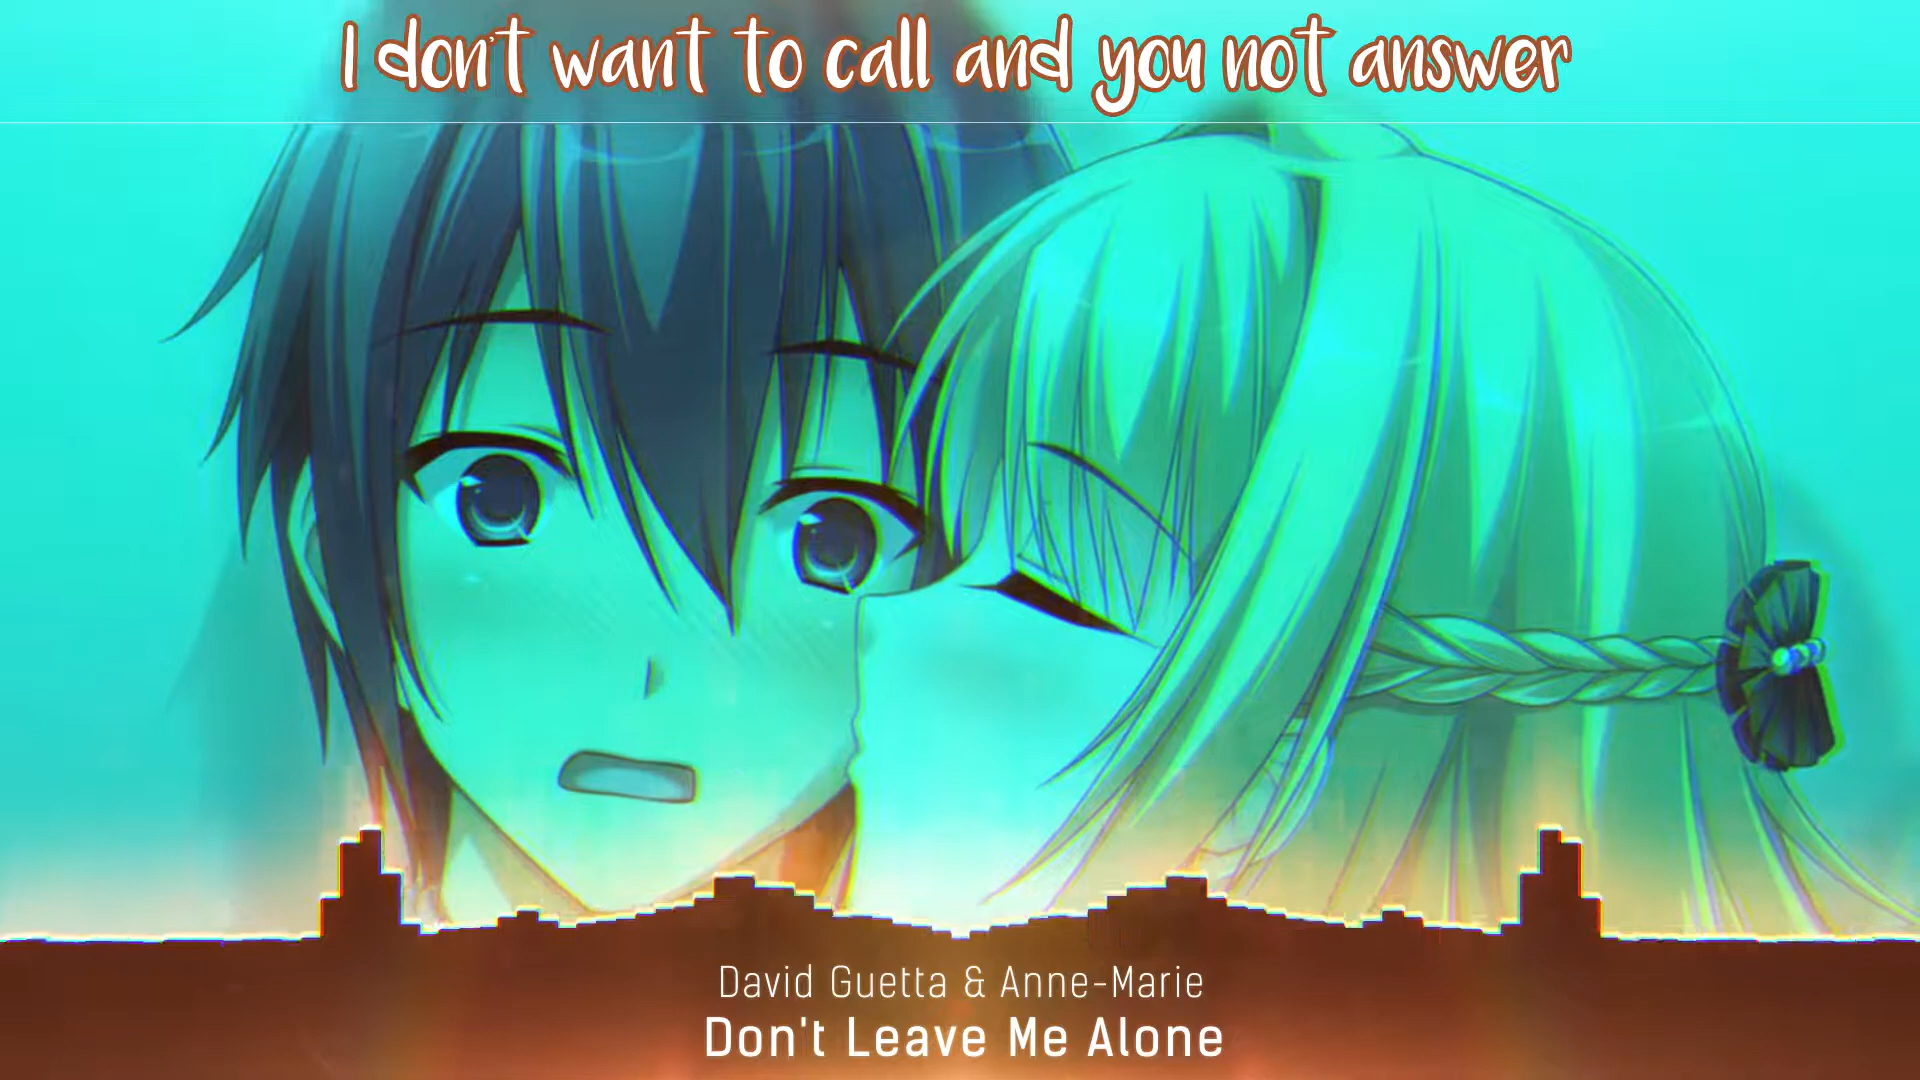 I don't want to call and you not answer
David Guetta & Anne-Marie
Don't Leave Me Alone